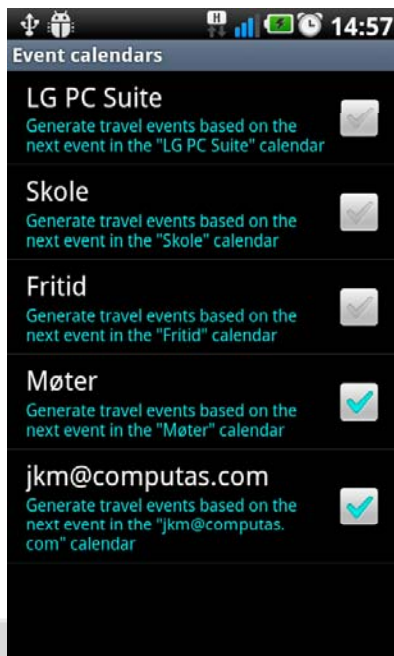 H 14:57
Event calendars
LG PC Suite
Generate travel events based on the
next event in the "LG PC Suite" calendar
Skole
Generate travel events based on the
next event in the "Skole" calendar
Fritid
Generate travel events based on the
next event in the "Fritid" calendar
Møter
Generate travel events based on the
next event in the "Møter" calendar
jkm@computas.com
Generate travel events based on the
next event in the "jkm@computas.
com" calendar